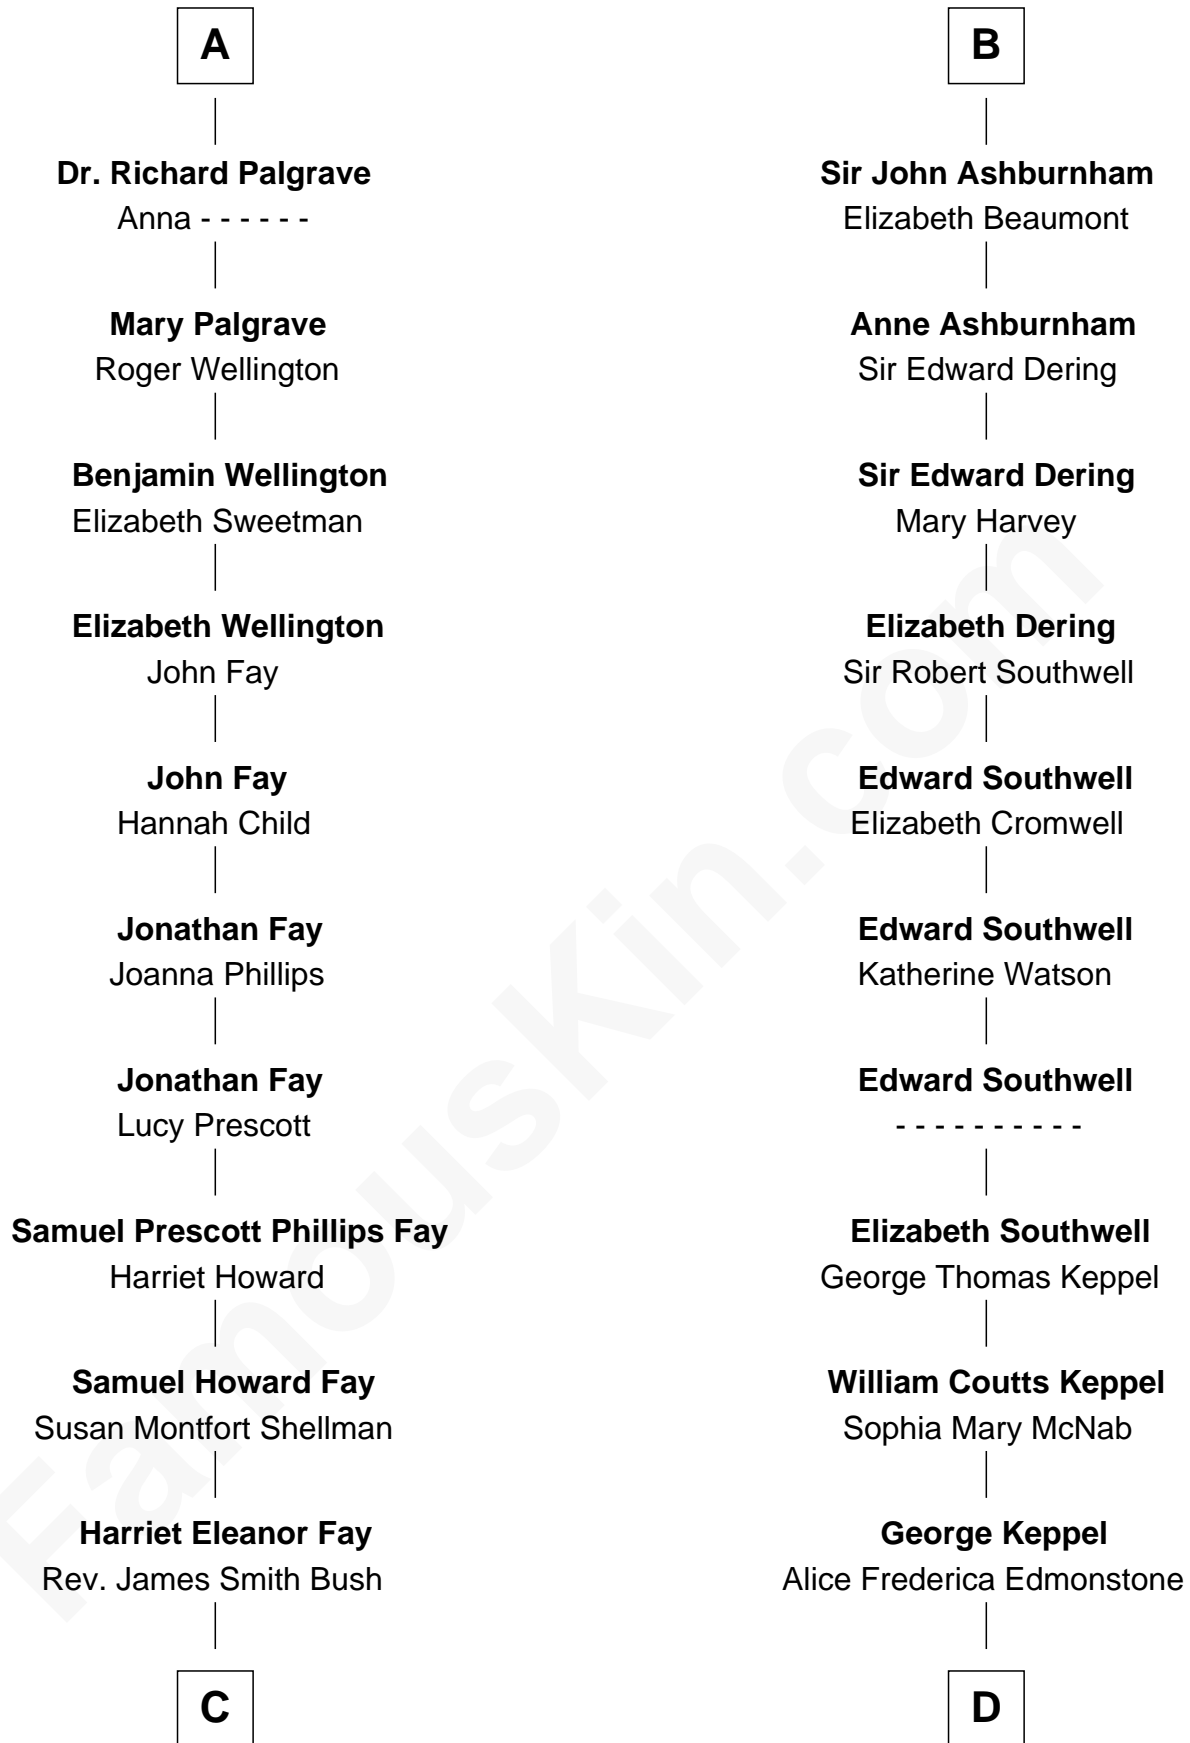 A
Dr. Richard Palgrave
Anna - - - - - -
Mary Palgrave
Roger Wellington
Benjamin Wellington
Elizabeth Sweetman
Elizabeth Wellington
John Fay
John Fay
Hannah Child
Jonathan Fay
Joanna Phillips
Jonathan Fay
Lucy Prescott
Samuel Prescott Phillips Fay
Harriet Howard
Samuel Howard Fay
Susan Montfort Shellman
Harriet Eleanor Fay
Rev. James Smith Bush
C
B
Sir John Ashburnham
Elizabeth Beaumont
Anne Ashburnham
Sir Edward Dering
Sir Edward Dering
Mary Harvey
Elizabeth Dering
Sir Robert Southwell
Edward Southwell
Elizabeth Cromwell
Edward Southwell
Katherine Watson
Edward Southwell
- - - - - - - - - -
Elizabeth Southwell
George Thomas Keppel
William Coutts Keppel
Sophia Mary McNab
George Keppel
Alice Frederica Edmonstone
D
FamousKin.com